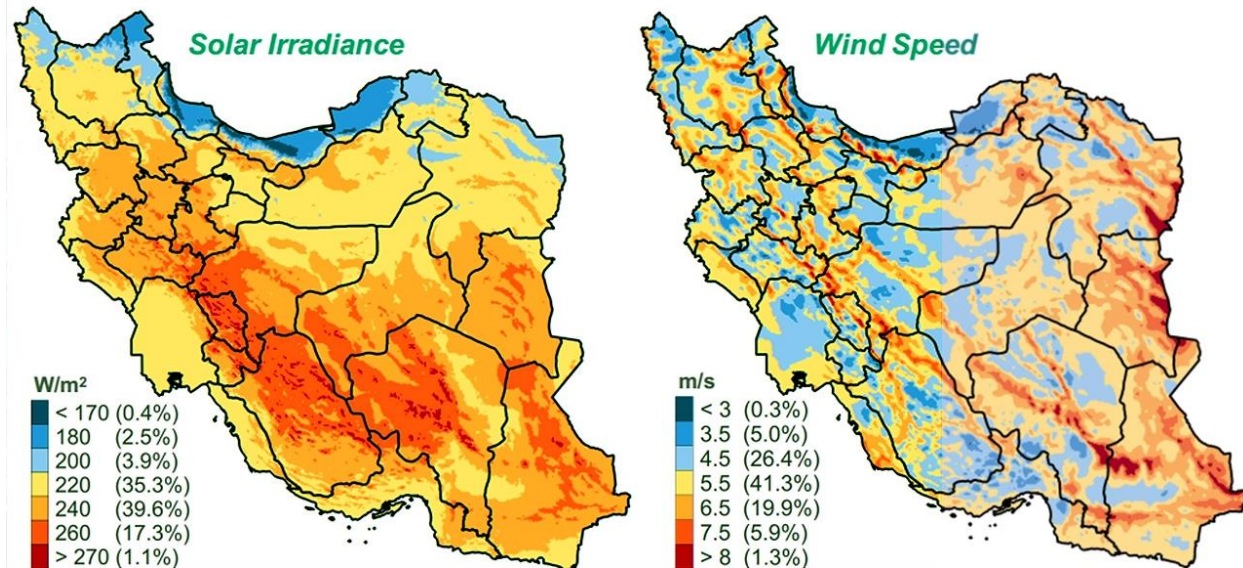 Solar Irradiance
W/m²
< 170 (0.4%)
180 (2.5%)
200 (3.9%)
220 (35.3%)
240 (39.6%)
260 (17.3%)
> 270 (1.1%)
Wind Speed
m/s
< 3 (0.3%)
3.5 (5.0%)
4.5 (26.4%)
5.5 (41.3%)
6.5 (19.9%)
7.5 (5.9%)
> 8 (1.3%)